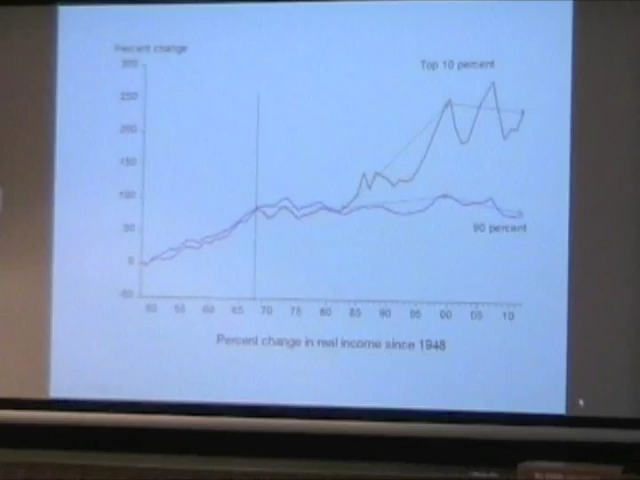 Percent change
300
Top 10 percent
250
200
150
100
50
90 percent
0
-50
50 55 60 65 70 75 80 85 90 95 00 05 10
Percent change in real income since 1948